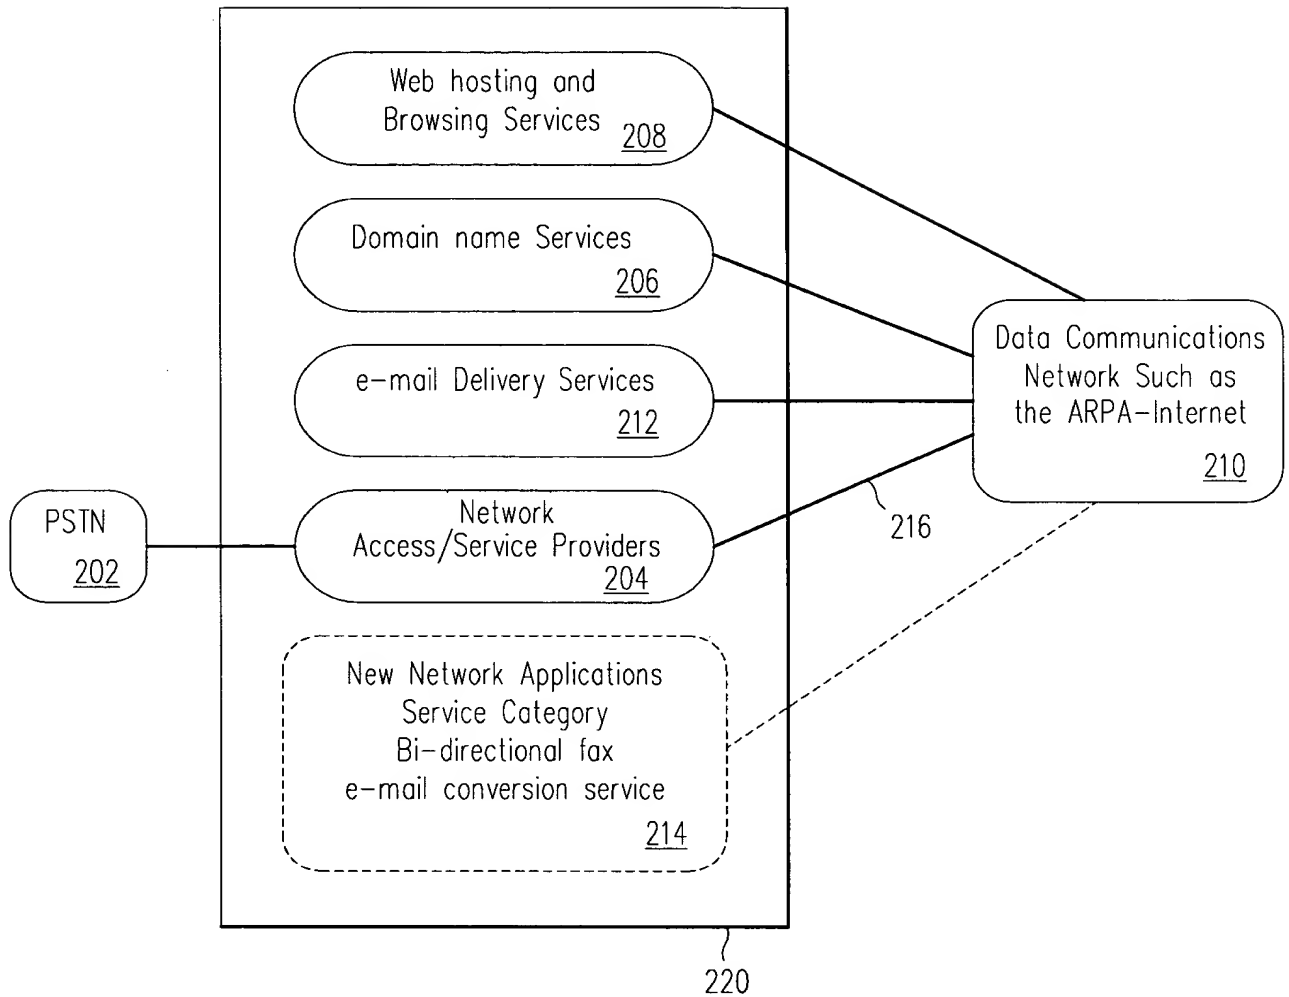 Web hosting and
Browsing Services
208
Domain name Services
206
e-mail Delivery Services
212
Network
Access/Service Providers
204
PSTN
202
New Network Applications
Service Category
Bi-directional fax
e-mail conversion service
214
Data Communications
Network Such as
the ARPA-Internet
210
216
220